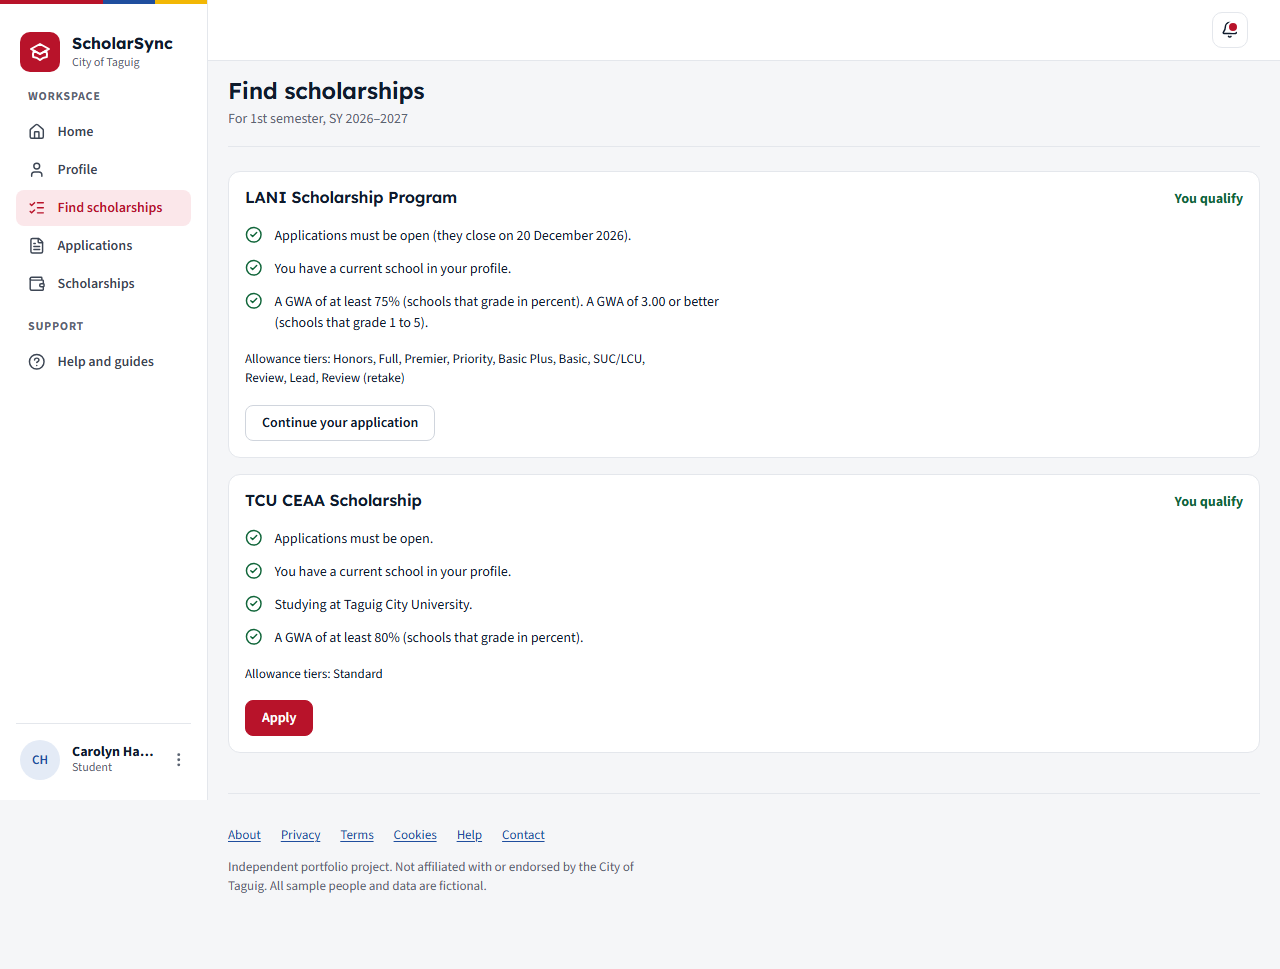 ScholarSync
City of Taguig
WORKSPACE
Home
Profile
Find scholarships
Applications
Scholarships
SUPPORT
Help and guides
CH
Carolyn Ha...
Student
Find scholarships
For 1st semester, SY 2026–2027
LANI Scholarship Program
You qualify
Applications must be open (they close on 20 December 2026).
You have a current school in your profile.
A GWA of at least 75% (schools that grade in percent). A GWA of 3.00 or better
(schools that grade 1 to 5).
Allowance tiers: Honors, Full, Premier, Priority, Basic Plus, Basic, SUC/LCU,
Review, Lead, Review (retake)
Continue your application
TCU CEAA Scholarship
You qualify
Applications must be open.
You have a current school in your profile.
Studying at Taguig City University.
A GWA of at least 80% (schools that grade in percent).
Allowance tiers: Standard
Apply
About Privacy Terms Cookies Help Contact
Independent portfolio project. Not affiliated with or endorsed by the City of
Taguig. All sample people and data are fictional.